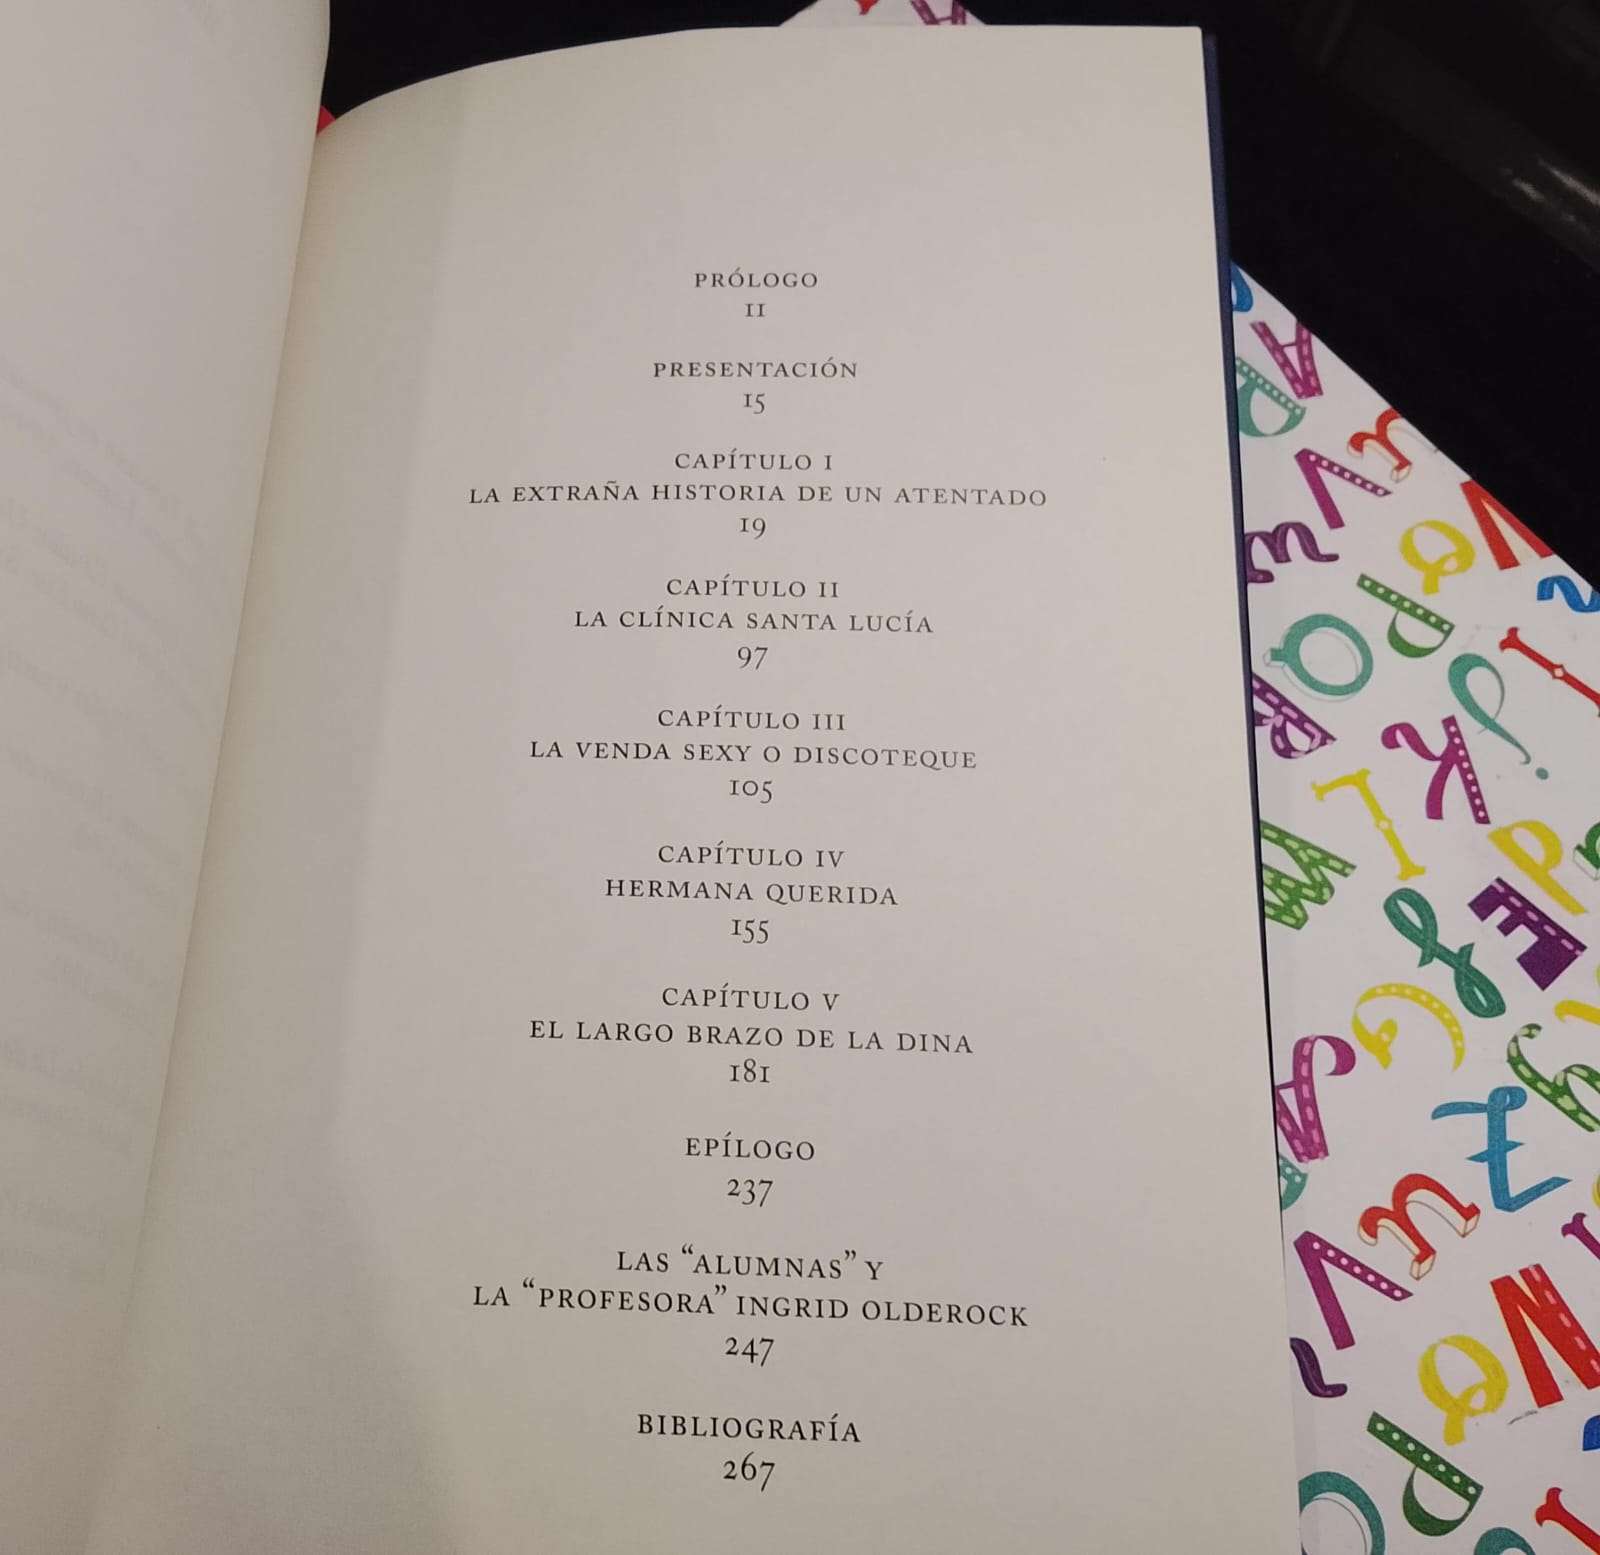 PRÓLOGO
11
PRESENTACIÓN
15
CAPÍTULO I
LA EXTRAÑA HISTORIA DE UN ATENTADO
19
CAPÍTULO II
LA CLÍNICA SANTA LUCÍA
97
CAPÍTULO III
LA VENDA SEXY O DISCOTEQUE
105
CAPÍTULO IV
HERMANA QUERIDA
155
CAPÍTULO V
EL LARGO BRAZO DE LA DINA
181
EPÍLOGO
237
LAS “ALUMNAS” Y
LA “PROFESORA” INGRID OLDEROCK
247
BIBLIOGRAFÍA
267